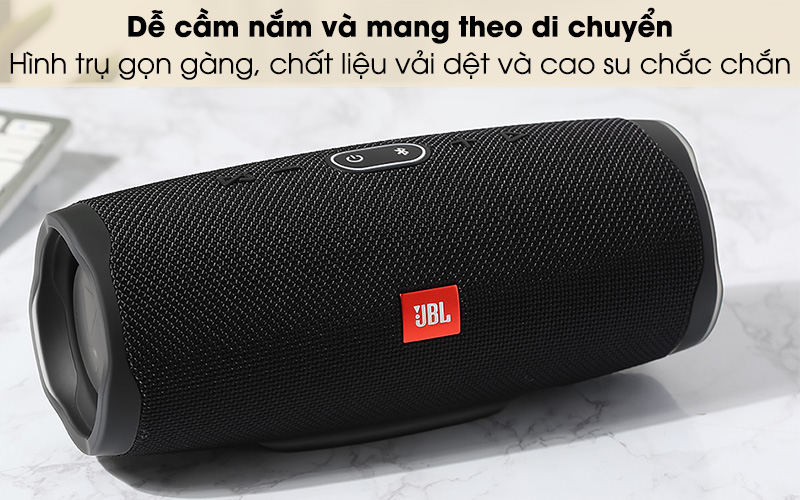 Dễ cầm nắm và mang theo di chuyển
Hình trụ gọn gàng, chất liệu vải dệt và cao su chắc chắn
JBL